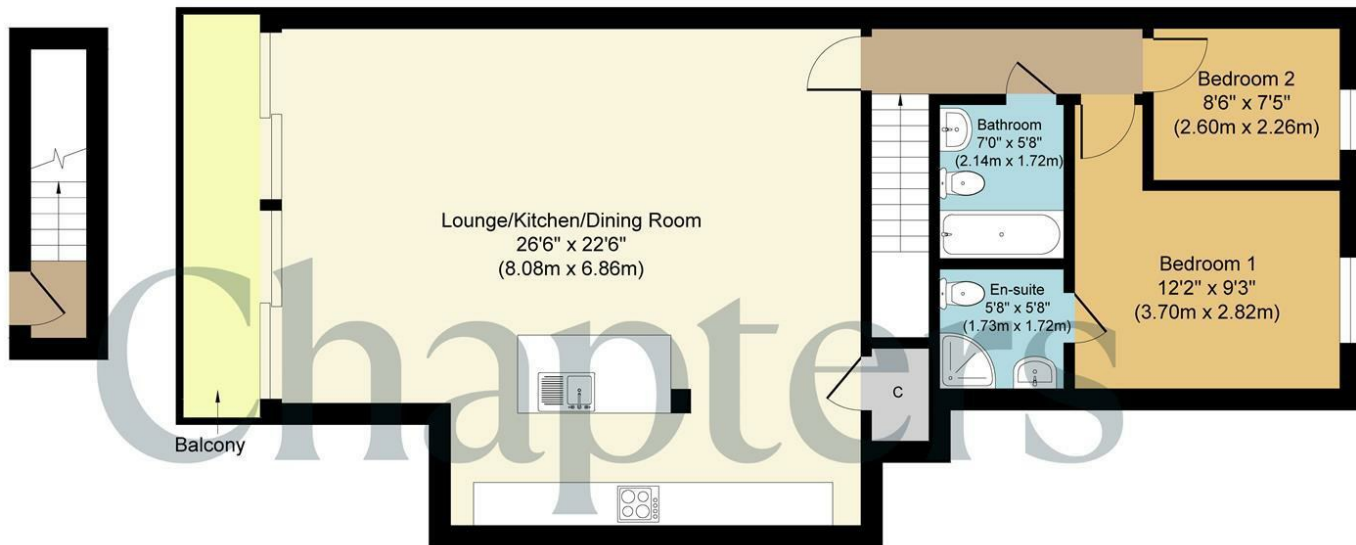 Bedroom 2
8'6" x 7'5"
(2.60m x 2.26m)
Bathroom
7'0" x 5'8"
(2.14m x 1.72m)
Lounge/Kitchen/Dining Room
26'6" x 22'6"
(8.08m x 6.86m)
Bedroom 1
12'2" x 9'3"
(3.70m x 2.82m)
En-suite
5'8" x 5'8"
(1.73m x 1.72m)
C
Balcony
Chapters